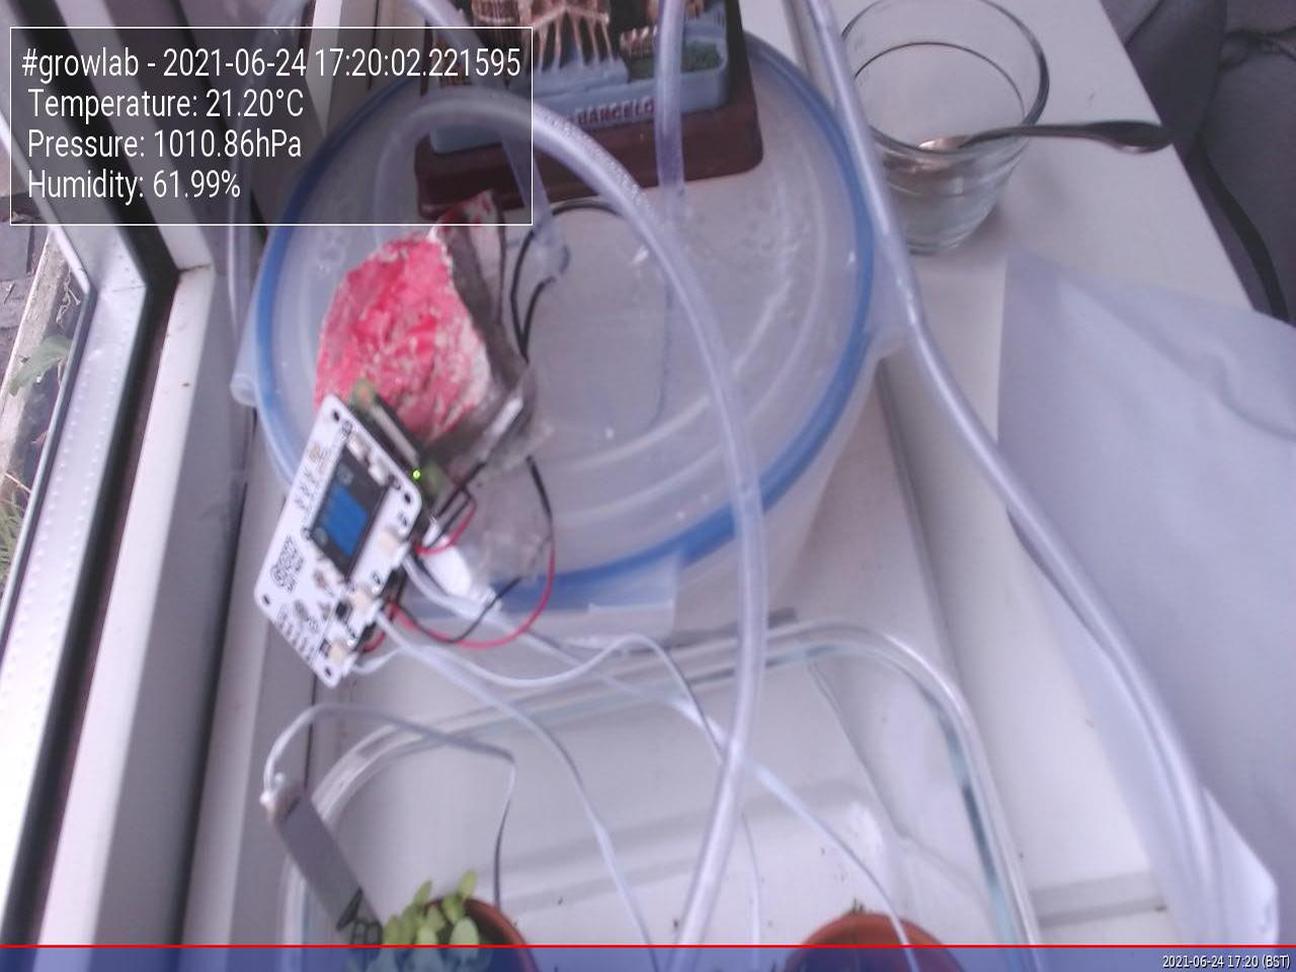 #growlab - 2021-06-24 17:20:02.221595
Temperature: 21.20°C
Pressure: 1010.86hPa
Humidity: 61.99%
BARCELO
2021-06-24 17:20 (BST)